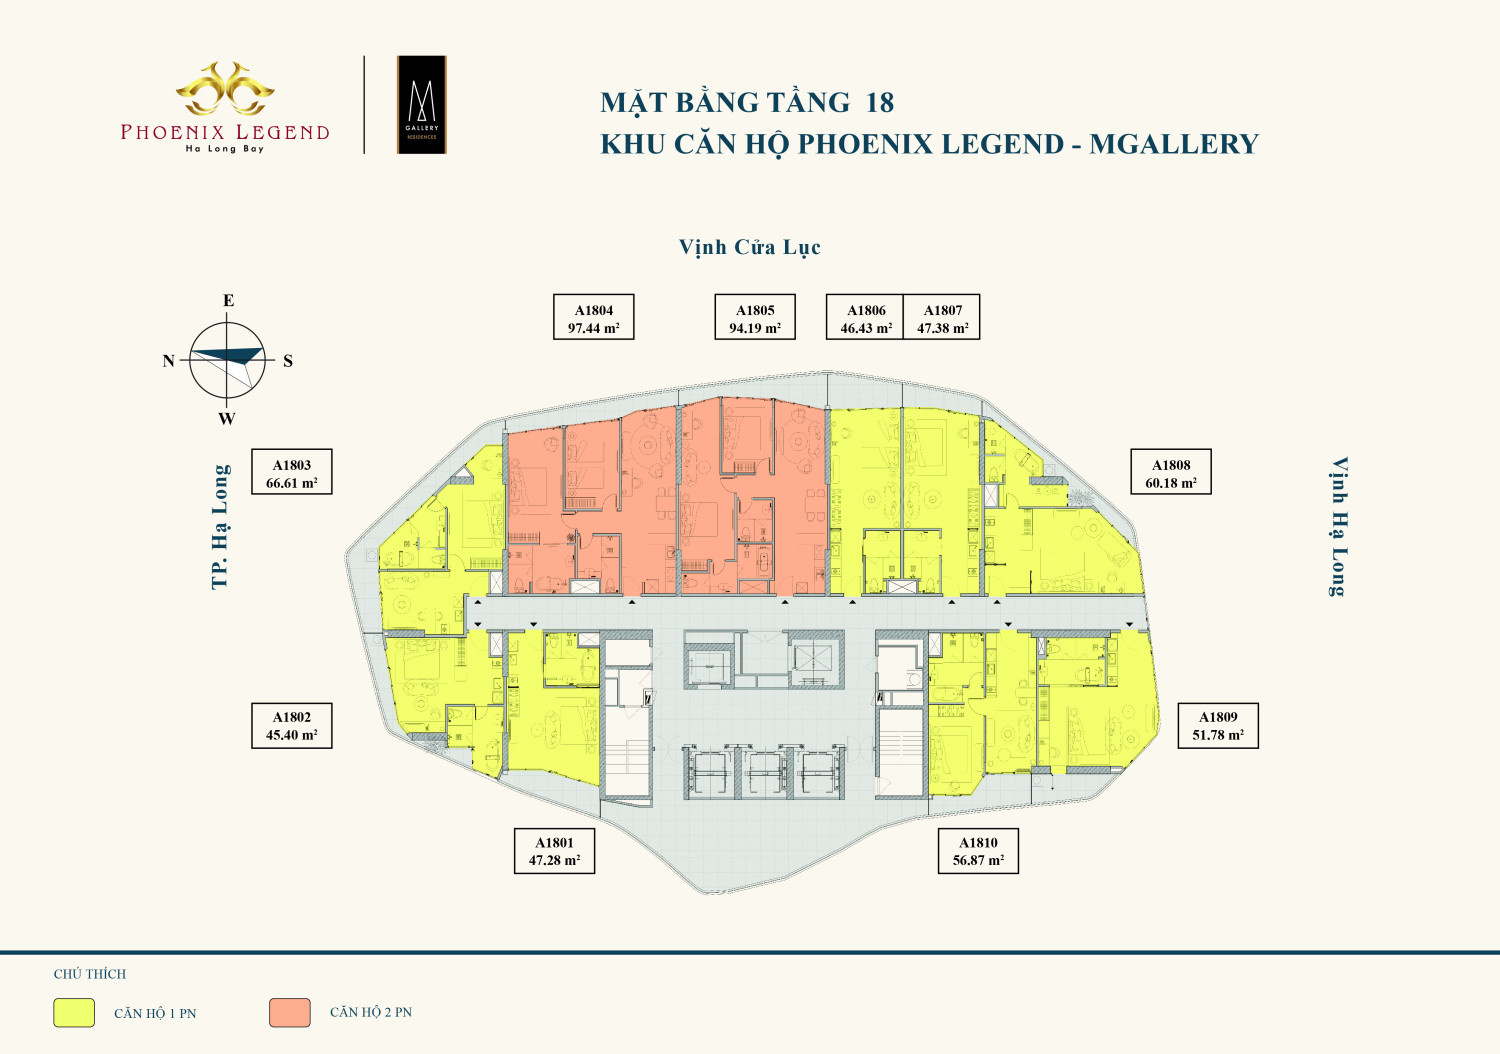 PHOENIX LEGEND
Ha Long Bay
M
GALLERY
RESIDENCES
MẶT BẰNG TẦNG 18
KHU CĂN HỘ PHOENIX LEGEND - MGALLERY
Vịnh Cửa Lục
E
N
S
W
A1804
97.44 m²
A1805
94.19 m²
A1806
46.43 m²
A1807
47.38 m²
A1803
66.61 m²
A1808
60.18 m²
TP. Hạ Long
Vịnh Hạ Long
A1802
45.40 m²
A1809
51.78 m²
A1801
47.28 m²
A1810
56.87 m²
CHÚ THÍCH
CĂN HỘ 1 PN
CĂN HỘ 2 PN